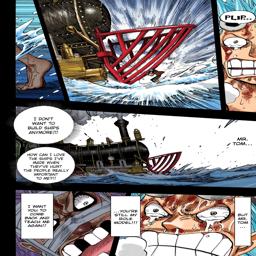 FLIP...
I DON'T
WANT TO
BUILD SHIPS
ANYMORE!!
HOW CAN I LOVE
THE SHIPS I'VE
MADE WHEN
THEY'VE HURT
THE PEOPLE REALLY
IMPORTANT TO
ME?!!
MR.
TOM...
I WANT
YOU TO
COME
BACK AND
TEACH ME
AGAIN!!
...YOU'RE
STILL MY
ROLE
MODEL!!!
BUT
MR.
TOM...